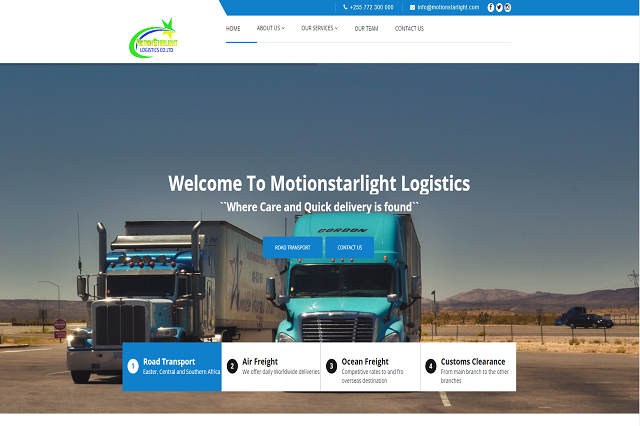 +255 772 300 000 info@motionstarlight.com
MOTIONSTARLIGHT
LOGISTICS CO.LTD
HOME ABOUT US OUR SERVICES OUR TEAM CONTACT US
Welcome To Motionstarlight Logistics
``Where Care and Quick delivery is found``
CORDON
ROAD TRANSPORT CONTACT US
1 Road Transport
Easter, Central and Southern Africa
2 Air Freight
We offer daily Worldwide deliveries
3 Ocean Freight
Competitive rates to and fro
overseas destination
4 Customs Clearance
From main branch to the other
branches